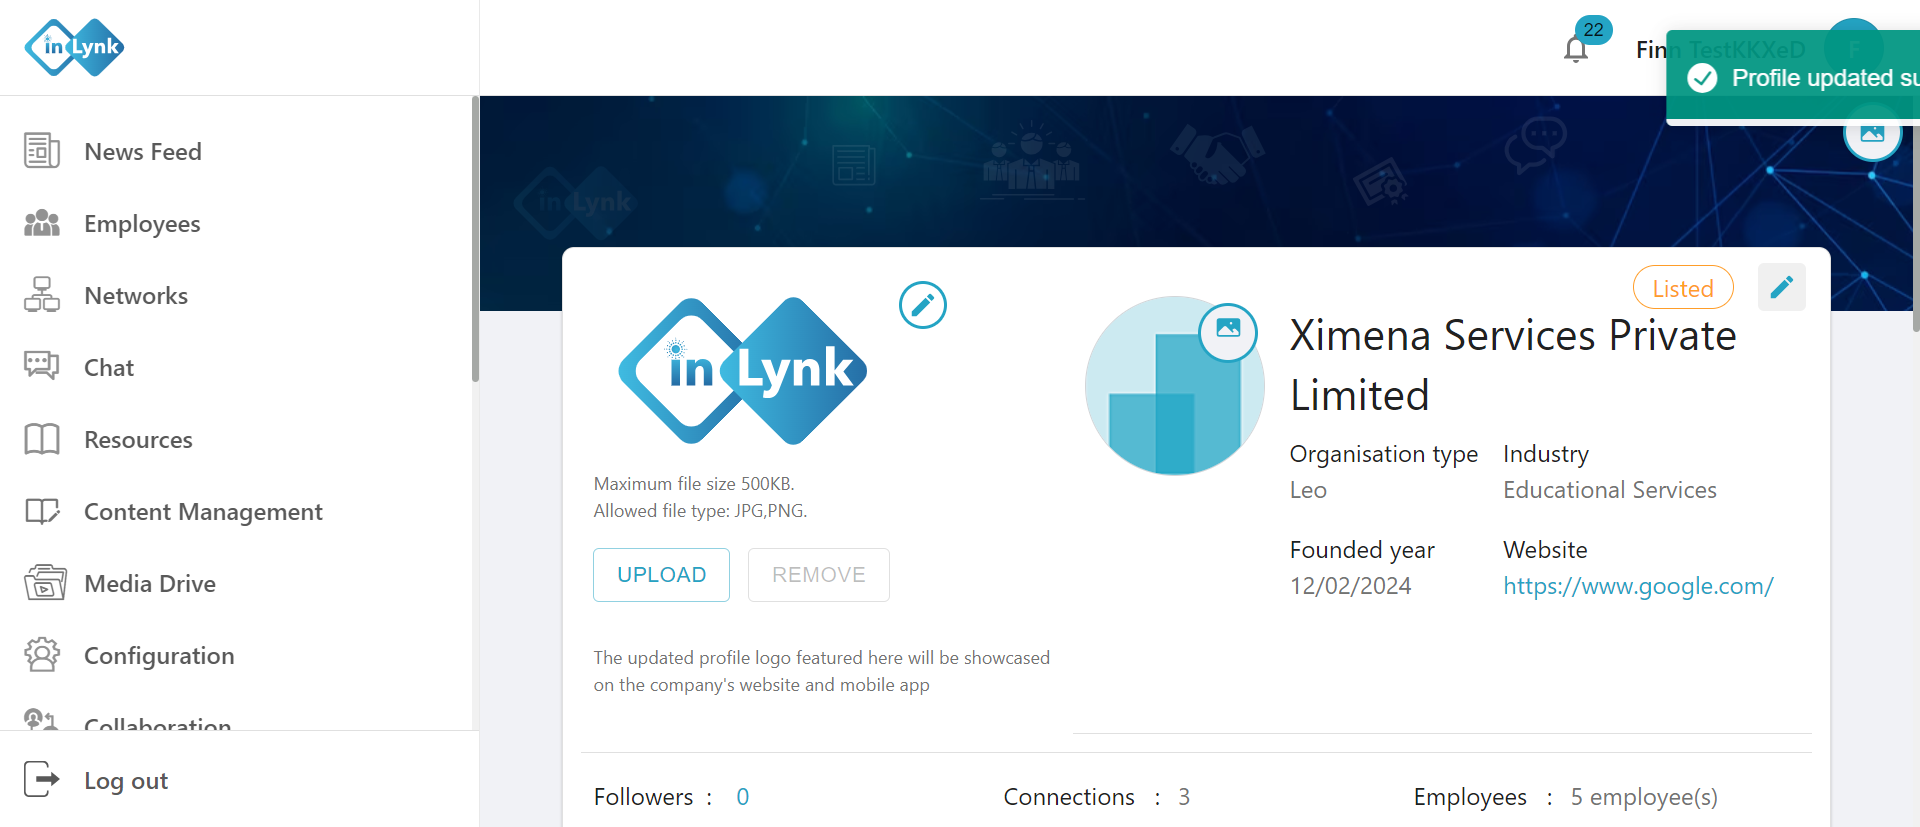 in Lynk
22
Finn TestKKXeD
F
Profile updated su
News Feed
Employees
Networks
Chat
Resources
Content Management
Media Drive
Configuration
Collaboration
Log out
in Lynk
Listed
in Lynk
Ximena Services Private
Limited
Organisation type Industry
Leo Educational Services
Founded year Website
12/02/2024 https://www.google.com/
Maximum file size 500KB.
Allowed file type: JPG,PNG.
UPLOAD REMOVE
The updated profile logo featured here will be showcased
on the company's website and mobile app
Followers : 0 Connections : 3 Employees : 5 employee(s)